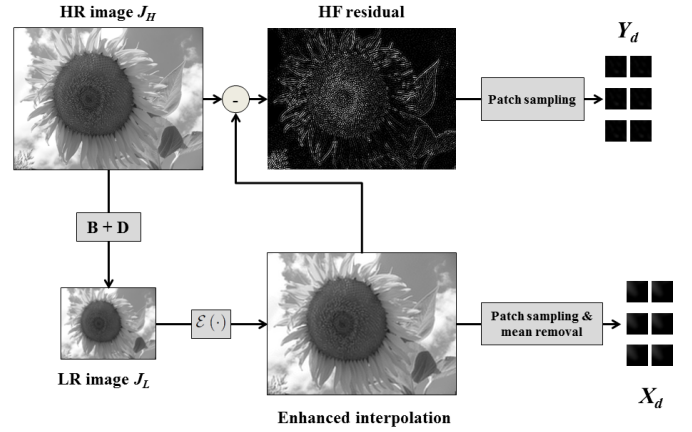 HR image J_H
HF residual
Y_d
-
Patch sampling
B + D
ℰ (·)
Patch sampling &
mean removal
LR image J_L
Enhanced interpolation
X_d